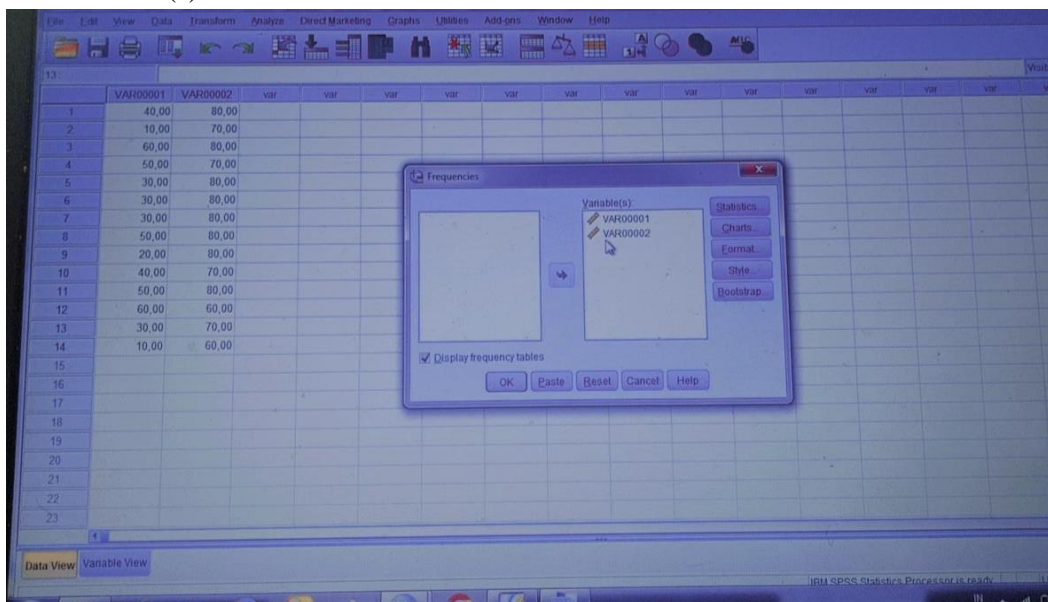 (s)
File Edit View Data Transform Analyze Direct Marketing Graphs Utilities Add-ons Window Help
13 :
VAR00001 VAR00002 var var var var var var var var var var var var var
1 40,00 80,00
2 10,00 70,00
3 60,00 80,00
4 50,00 70,00
5 30,00 80,00
6 30,00 80,00
7 30,00 80,00
8 50,00 80,00
9 20,00 80,00
10 40,00 70,00
11 50,00 80,00
12 60,00 60,00
13 30,00 70,00
14 10,00 60,00
15
16
17
18
19
20
21
22
23
Frequencies
Variable(s):
VAR00001
VAR00002
Statistics...
Charts...
Format...
Style...
Bootstrap...
Display frequency tables
OK Paste Reset Cancel Help
Data View Variable View
IBM SPSS Statistics Processor is ready
IN